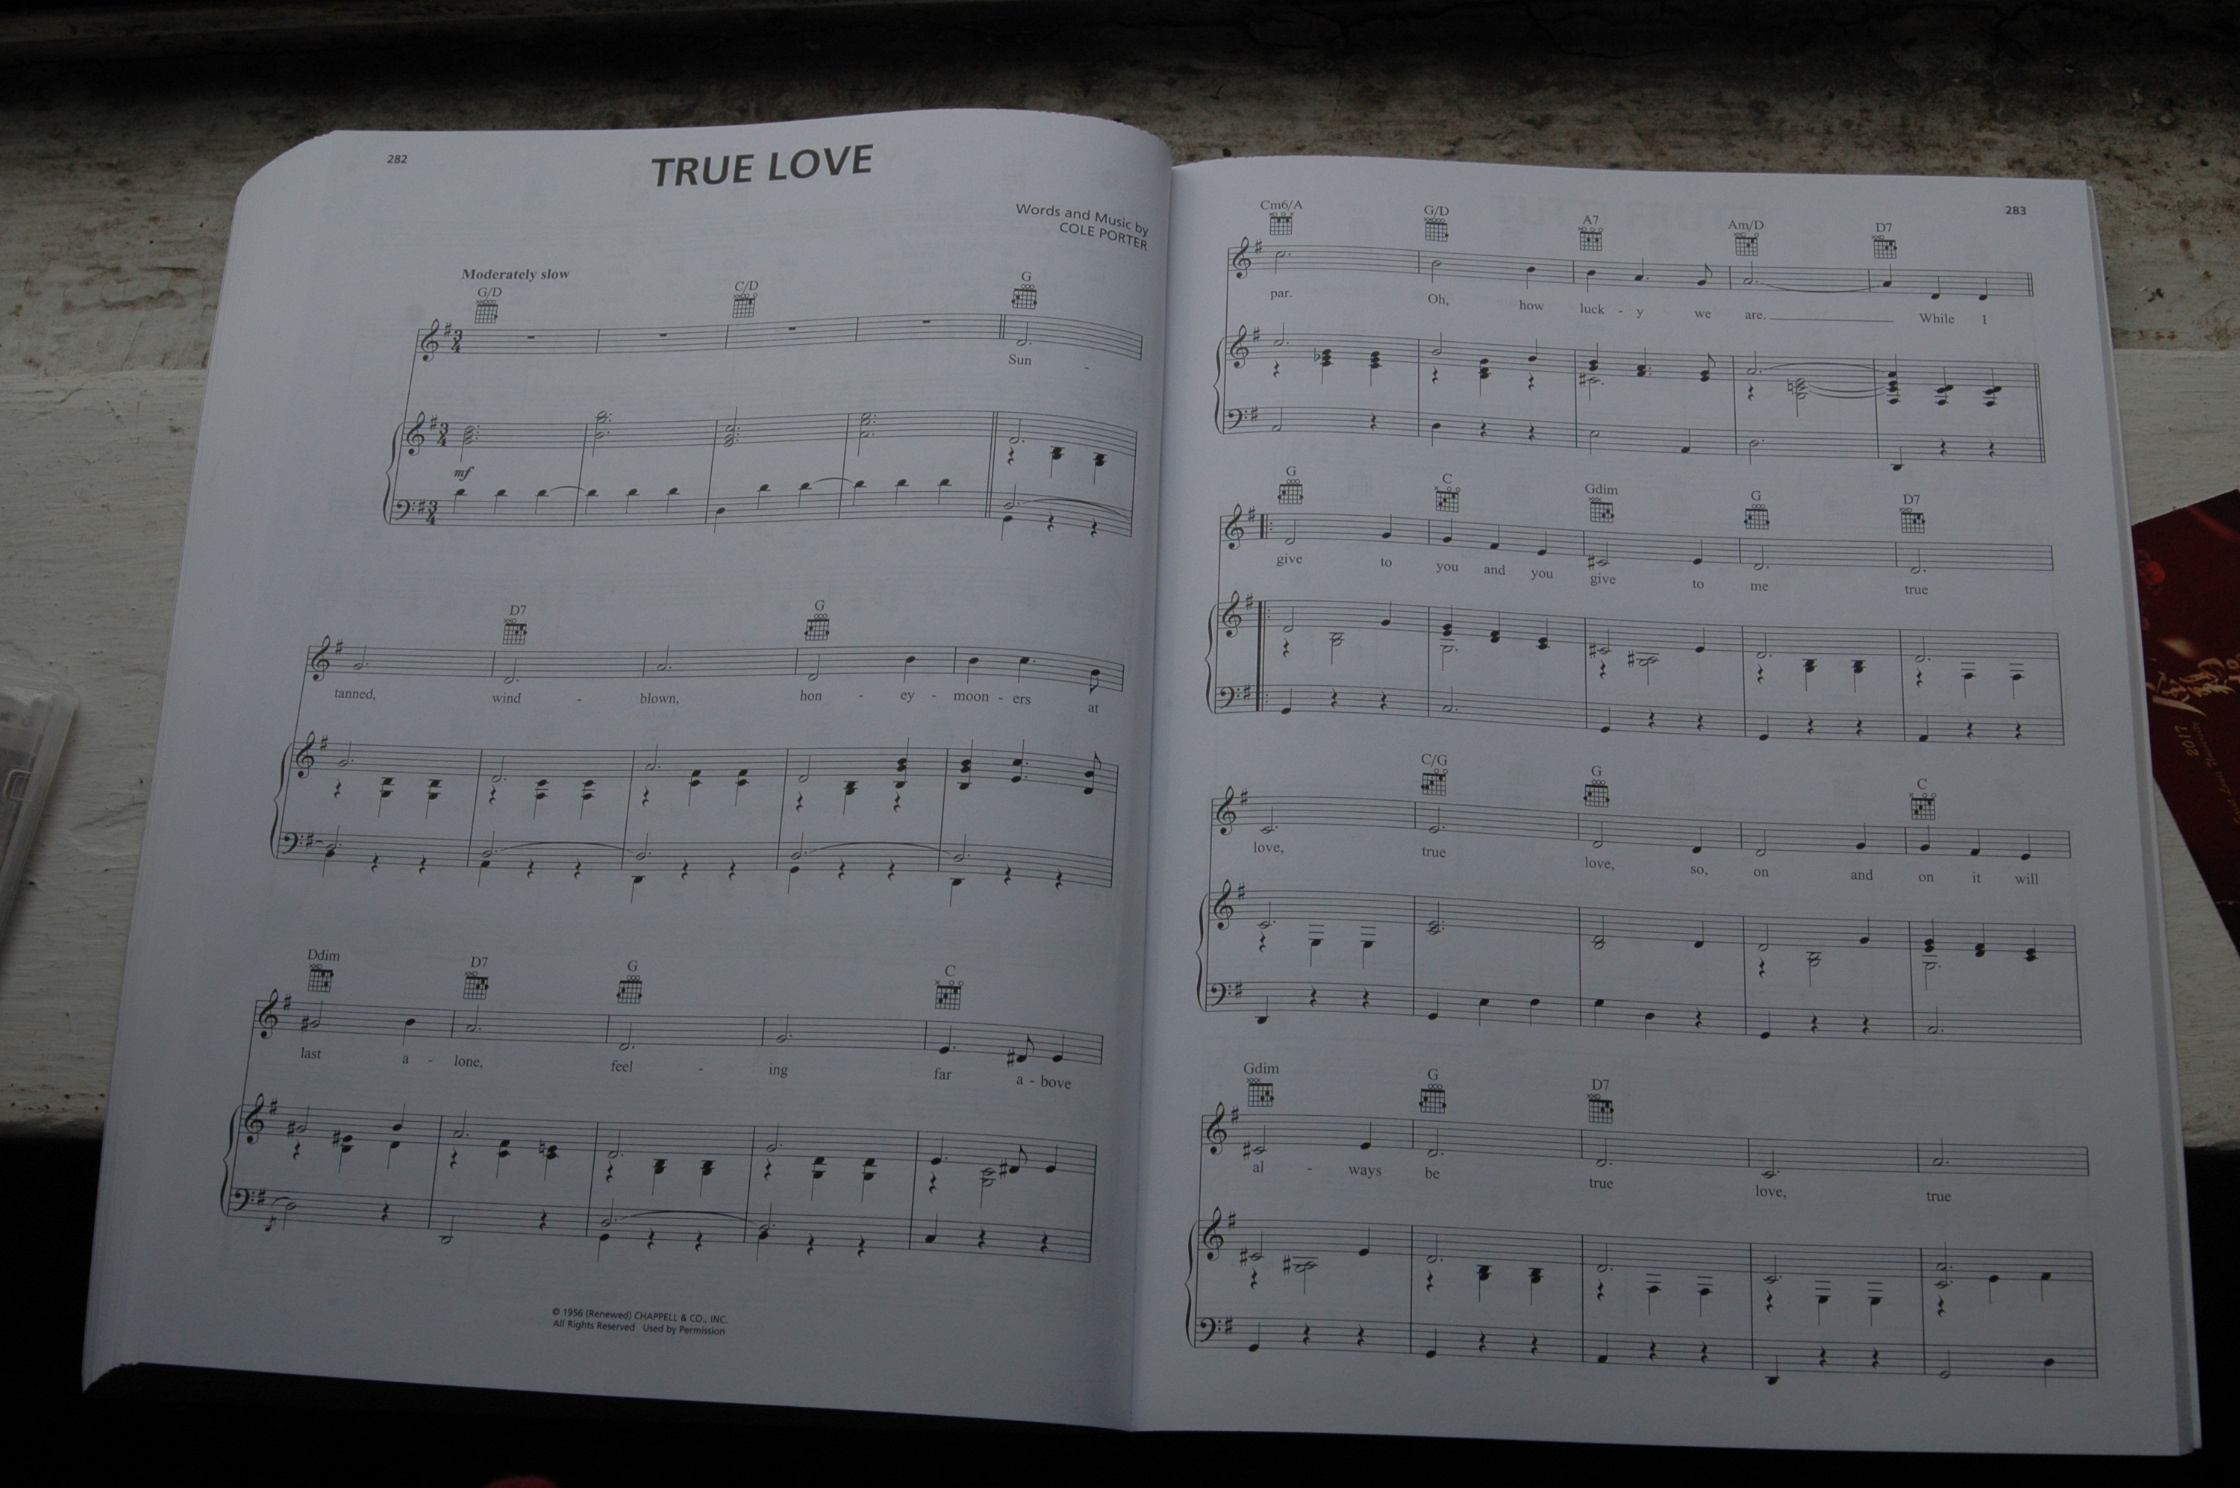 282
TRUE LOVE
Words and Music by
COLE PORTER
Moderately slow
G/D C/D G
Sun -
mf
D7 G
tanned, wind - blown, hon - ey - moon - ers at
Ddim D7 G C
last a - lone, feel - ing far a - bove
© 1956 (Renewed) CHAPPELL & CO., INC.
All Rights Reserved Used by Permission
283
Cm6/A G/D A7 Am/D D7
par. Oh, how luck - y we are. While I
G C Gdim G D7
give to you and you give to me true
C/G G C
love, true love, so, on and on it will
Gdim G D7
al - ways be true love, true
2017